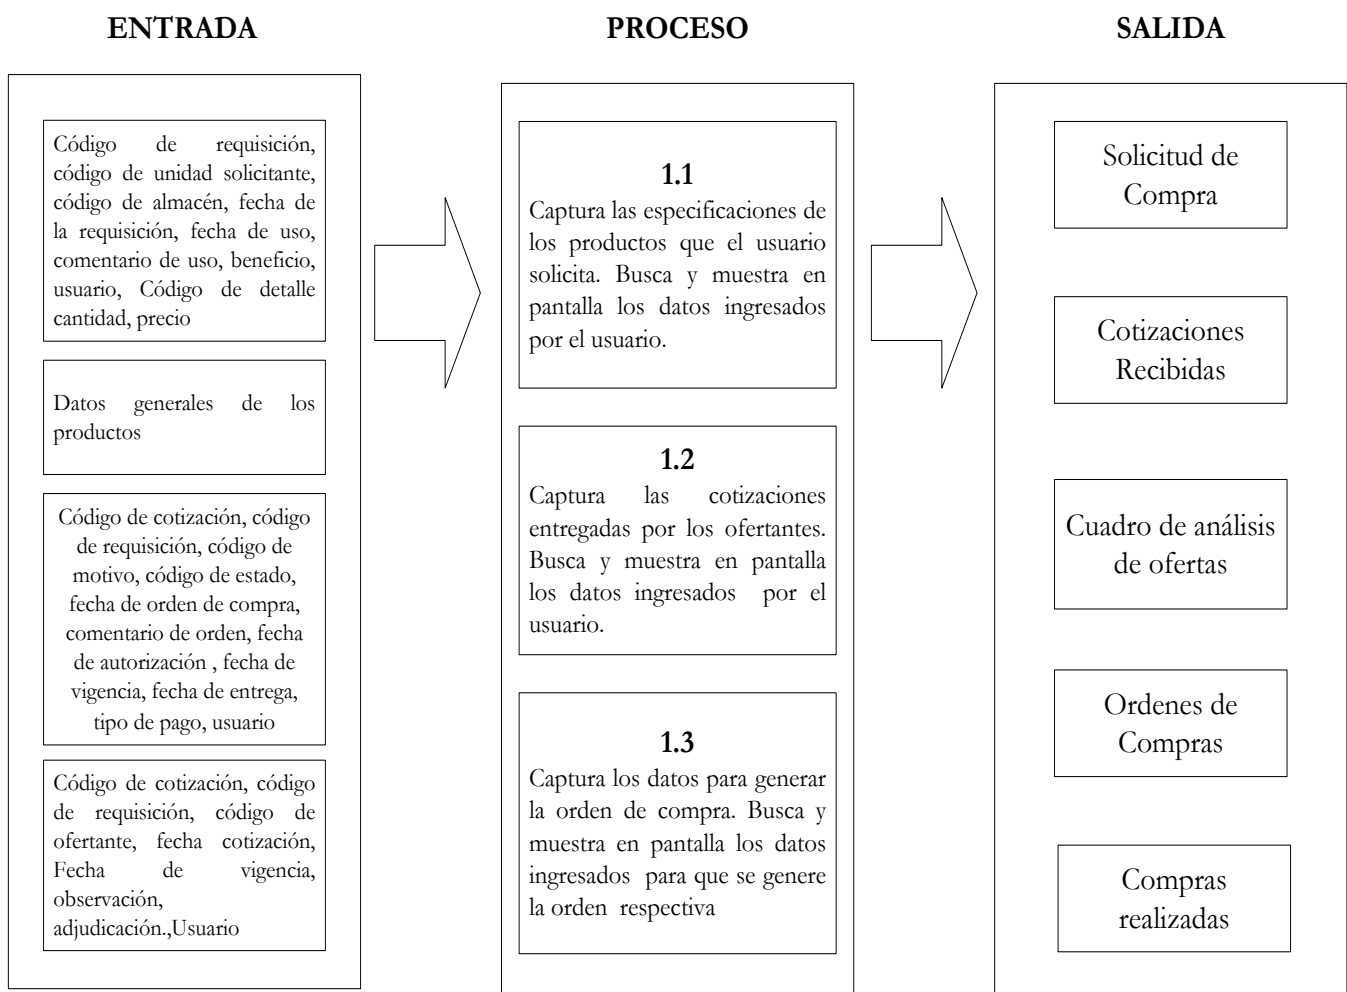 ENTRADA
PROCESO
SALIDA
Código de requisición,
código de unidad solicitante,
código de almacén, fecha de
la requisición, fecha de uso,
comentario de uso, beneficio,
usuario, Código de detalle
cantidad, precio
Datos generales de los
productos
Código de cotización, código
de requisición, código de
motivo, código de estado,
fecha de orden de compra,
comentario de orden, fecha
de autorización , fecha de
vigencia, fecha de entrega,
tipo de pago, usuario
Código de cotización, código
de requisición, código de
ofertante, fecha cotización,
Fecha de vigencia,
observación,
adjudicación.,Usuario
1.1
Captura las especificaciones de
los productos que el usuario
solicita. Busca y muestra en
pantalla los datos ingresados
por el usuario.
1.2
Captura las cotizaciones
entregadas por los ofertantes.
Busca y muestra en pantalla
los datos ingresados por el
usuario.
1.3
Captura los datos para generar
la orden de compra. Busca y
muestra en pantalla los datos
ingresados para que se genere
la orden respectiva
Solicitud de
Compra
Cotizaciones
Recibidas
Cuadro de análisis
de ofertas
Ordenes de
Compras
Compras
realizadas